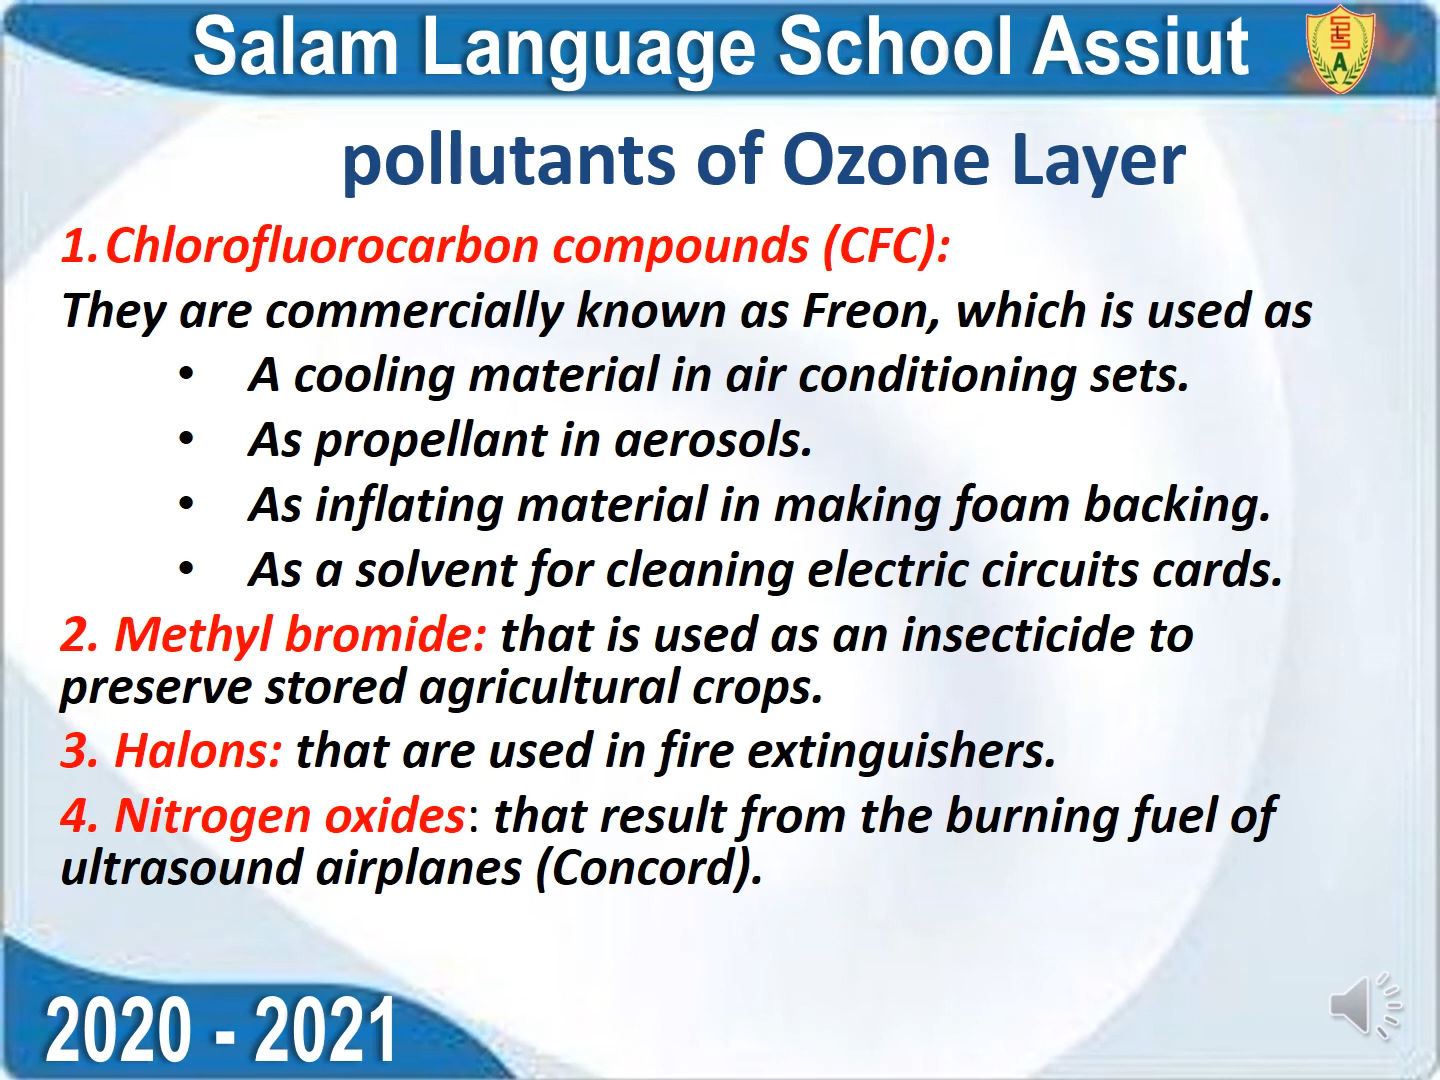 Salam Language School Assiut
pollutants of Ozone Layer
1. Chlorofluorocarbon compounds (CFC):
They are commercially known as Freon, which is used as
• A cooling material in air conditioning sets.
• As propellant in aerosols.
• As inflating material in making foam backing.
• As a solvent for cleaning electric circuits cards.
2. Methyl bromide: that is used as an insecticide to
preserve stored agricultural crops.
3. Halons: that are used in fire extinguishers.
4. Nitrogen oxides: that result from the burning fuel of
ultrasound airplanes (Concord).
2020 - 2021